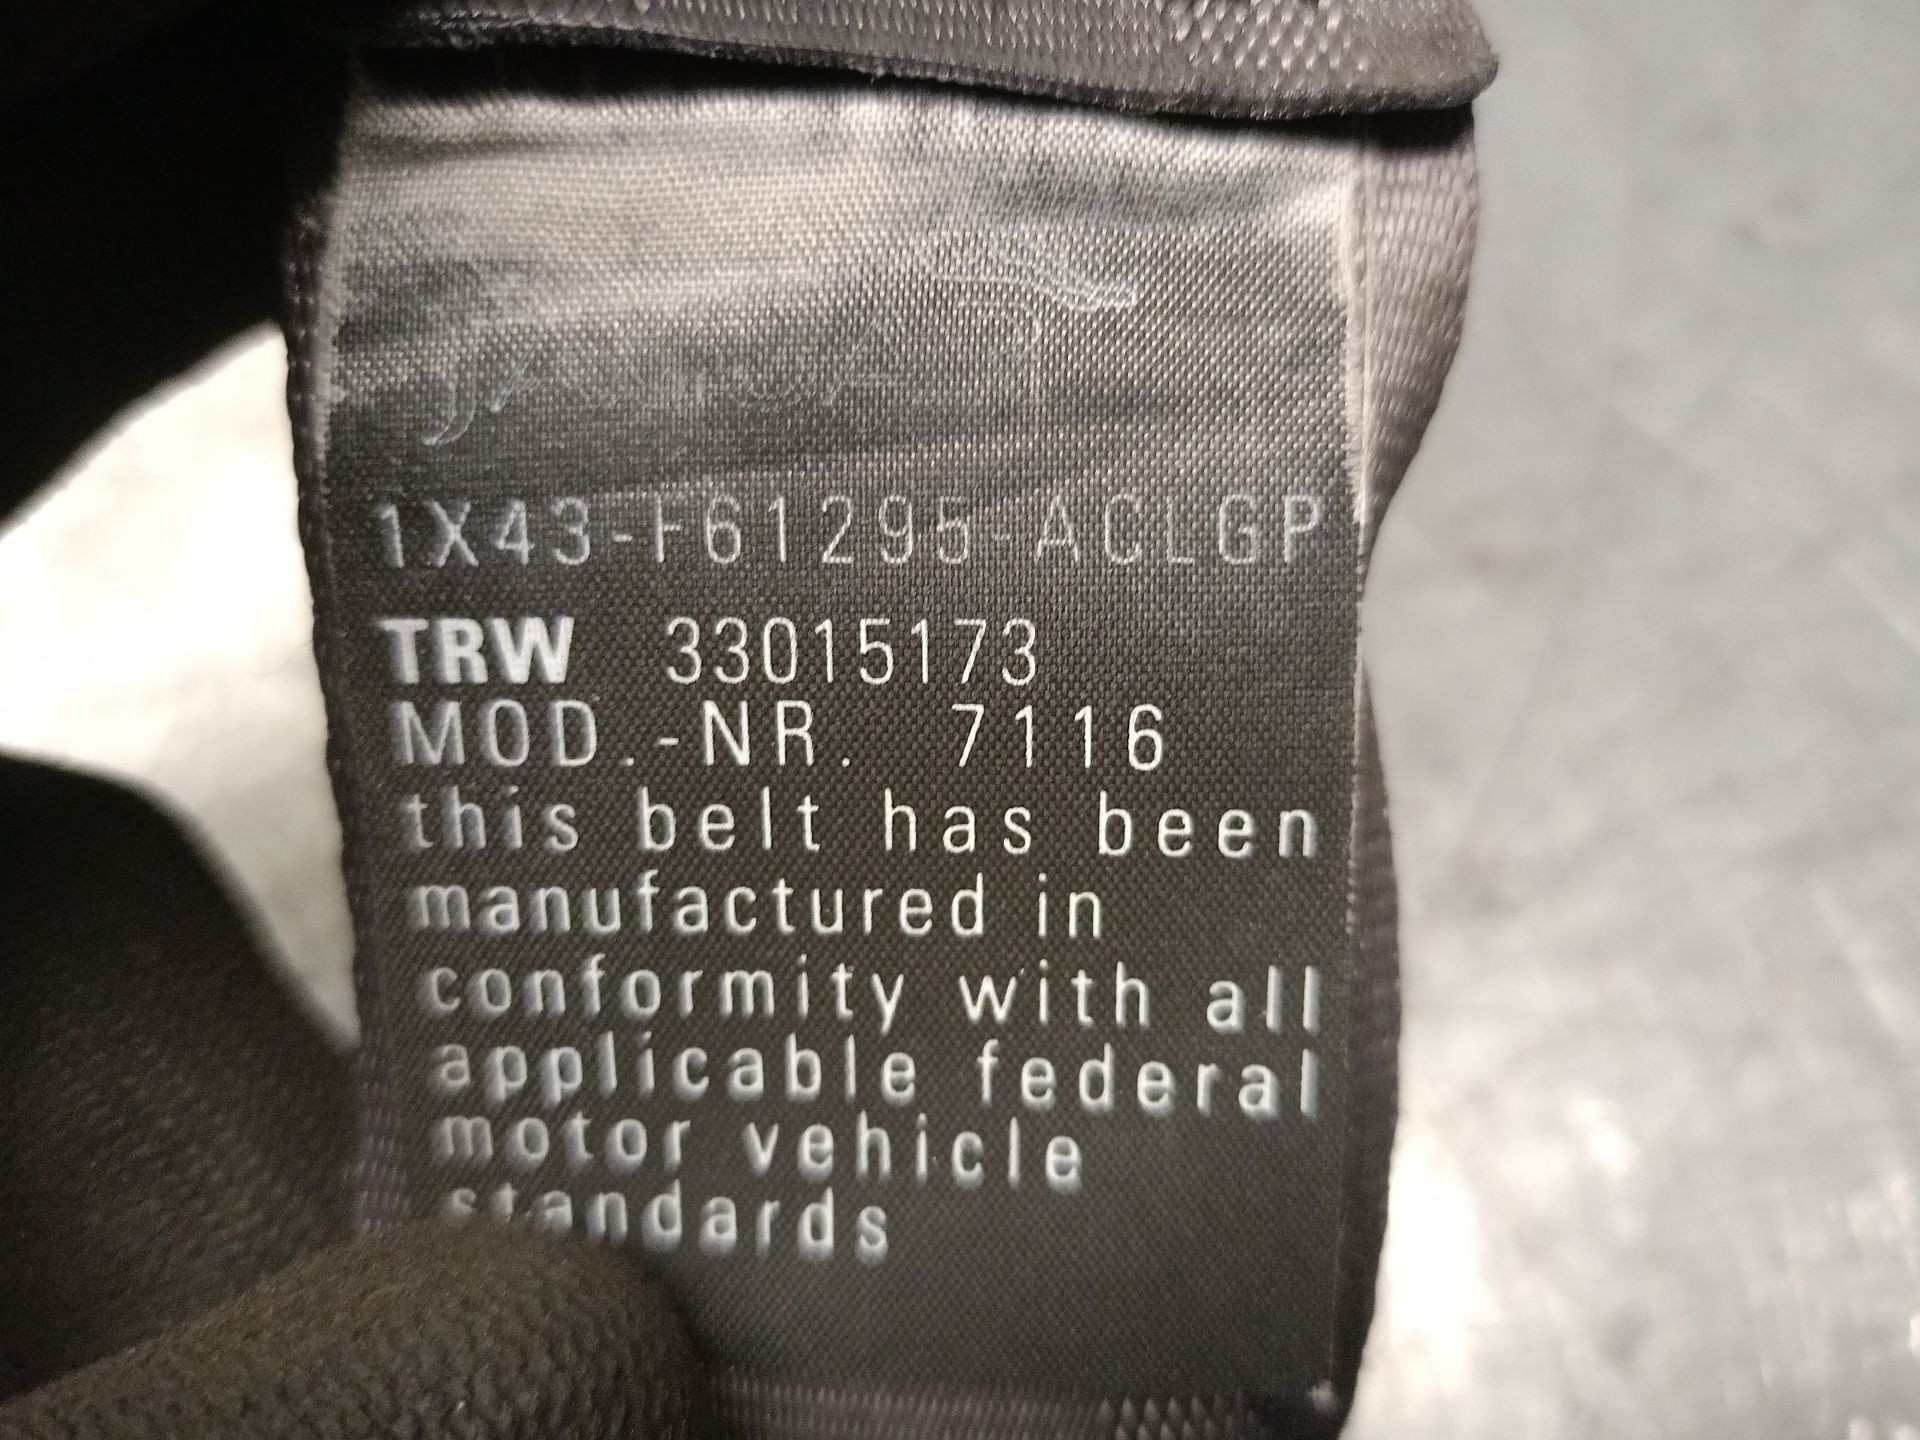 1X43-F61295-ACLGP
TRW 33015173
MOD.-NR. 7116
this belt has been
manufactured in
conformity with all
applicable federal
motor vehicle
standards